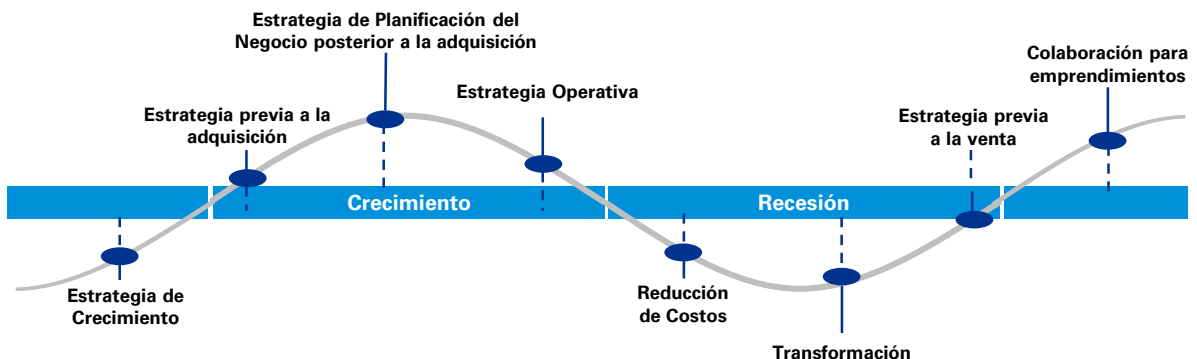 Estrategia de Planificación del
Negocio posterior a la adquisición
Colaboración para
emprendimientos
Estrategia Operativa
Estrategia previa a la
adquisición
Estrategia previa
a la venta
Crecimiento
Recesión
Estrategia de
Crecimiento
Reducción
de Costos
Transformación